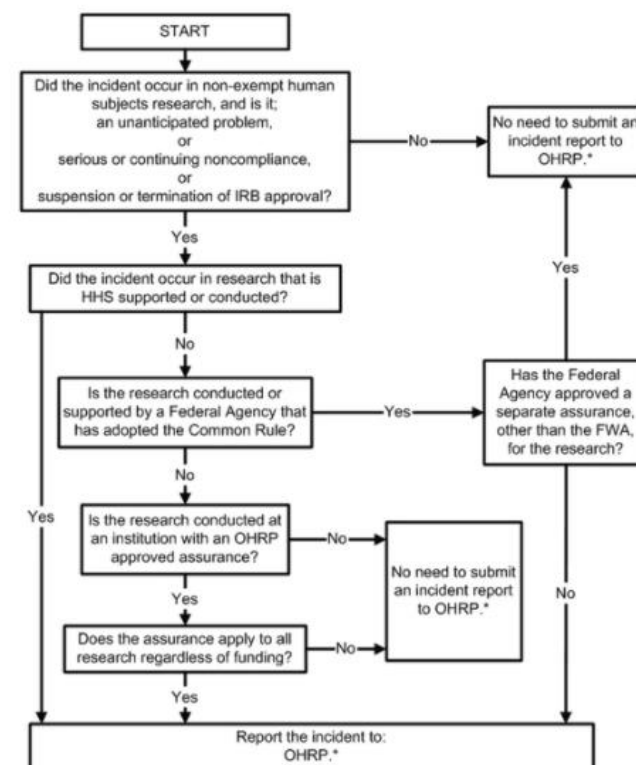 START
Did the incident occur in non-exempt human
subjects research, and is it;
an unanticipated problem,
or
serious or continuing noncompliance,
or
suspension or termination of IRB approval?
No
No need to submit an
incident report to
OHRP.*
Yes
Did the incident occur in research that is
HHS supported or conducted?
Yes
No
Is the research conducted or
supported by a Federal Agency that
has adopted the Common Rule?
Yes
Has the Federal
Agency approved a
separate assurance,
other than the FWA,
for the research?
No
Yes
Is the research conducted at
an institution with an OHRP
approved assurance?
No
No need to submit
an incident report
to OHRP.*
No
Yes
Does the assurance apply to all
research regardless of funding?
No
Yes
Report the incident to:
OHRP.*